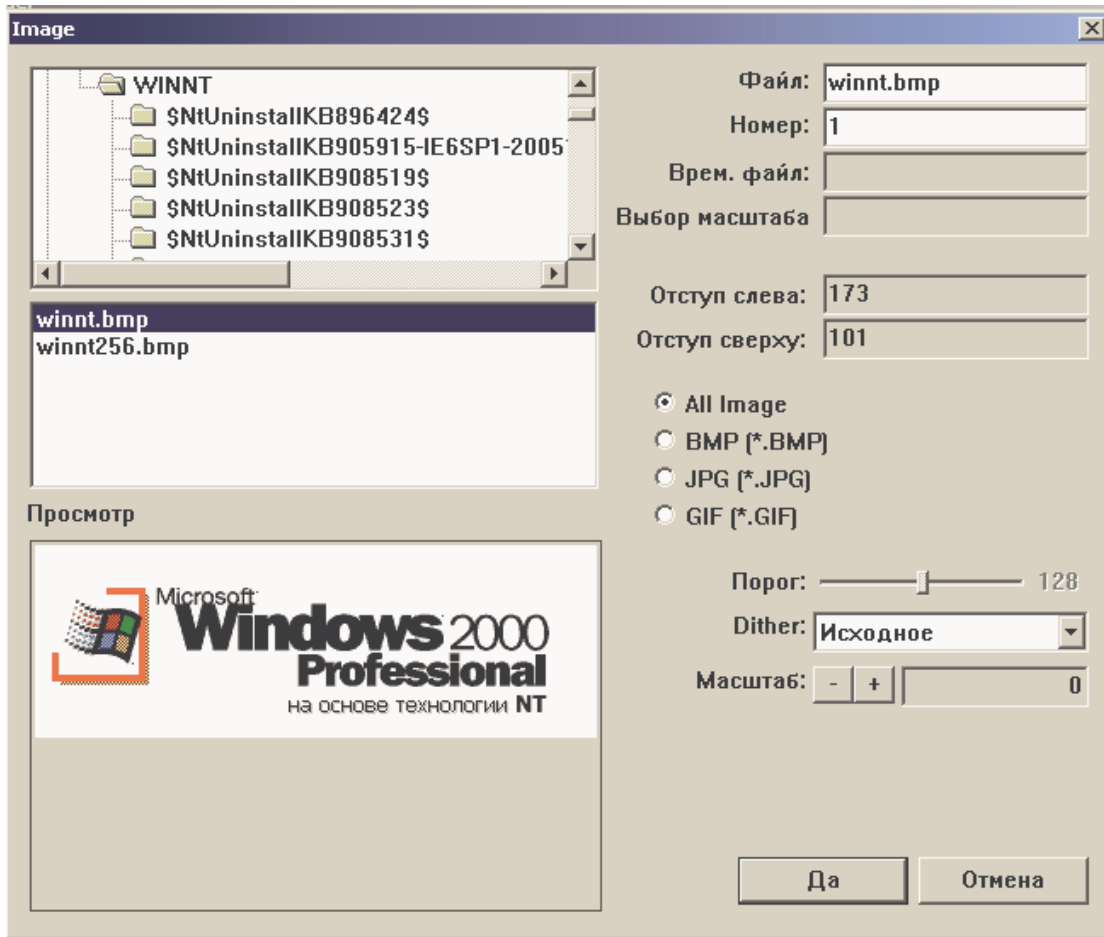 Image
WINNT
$NtUninstallKB896424$
$NtUninstallKB905915-IE6SP1-2005
$NtUninstallKB908519$
$NtUninstallKB908523$
$NtUninstallKB908531$
winnt.bmp
winnt256.bmp
Просмотр
Microsoft
Windows 2000
Professional
на основе технологии NT
Файл: winnt.bmp
Номер: 1
Врем. файл:
Выбор масштаба
Отступ слева: 173
Отступ сверху: 101
All Image
BMP (*.BMP)
JPG (*.JPG)
GIF (*.GIF)
Порог: 128
Dither: Исходное
Масштаб: - + 0
Да Отмена